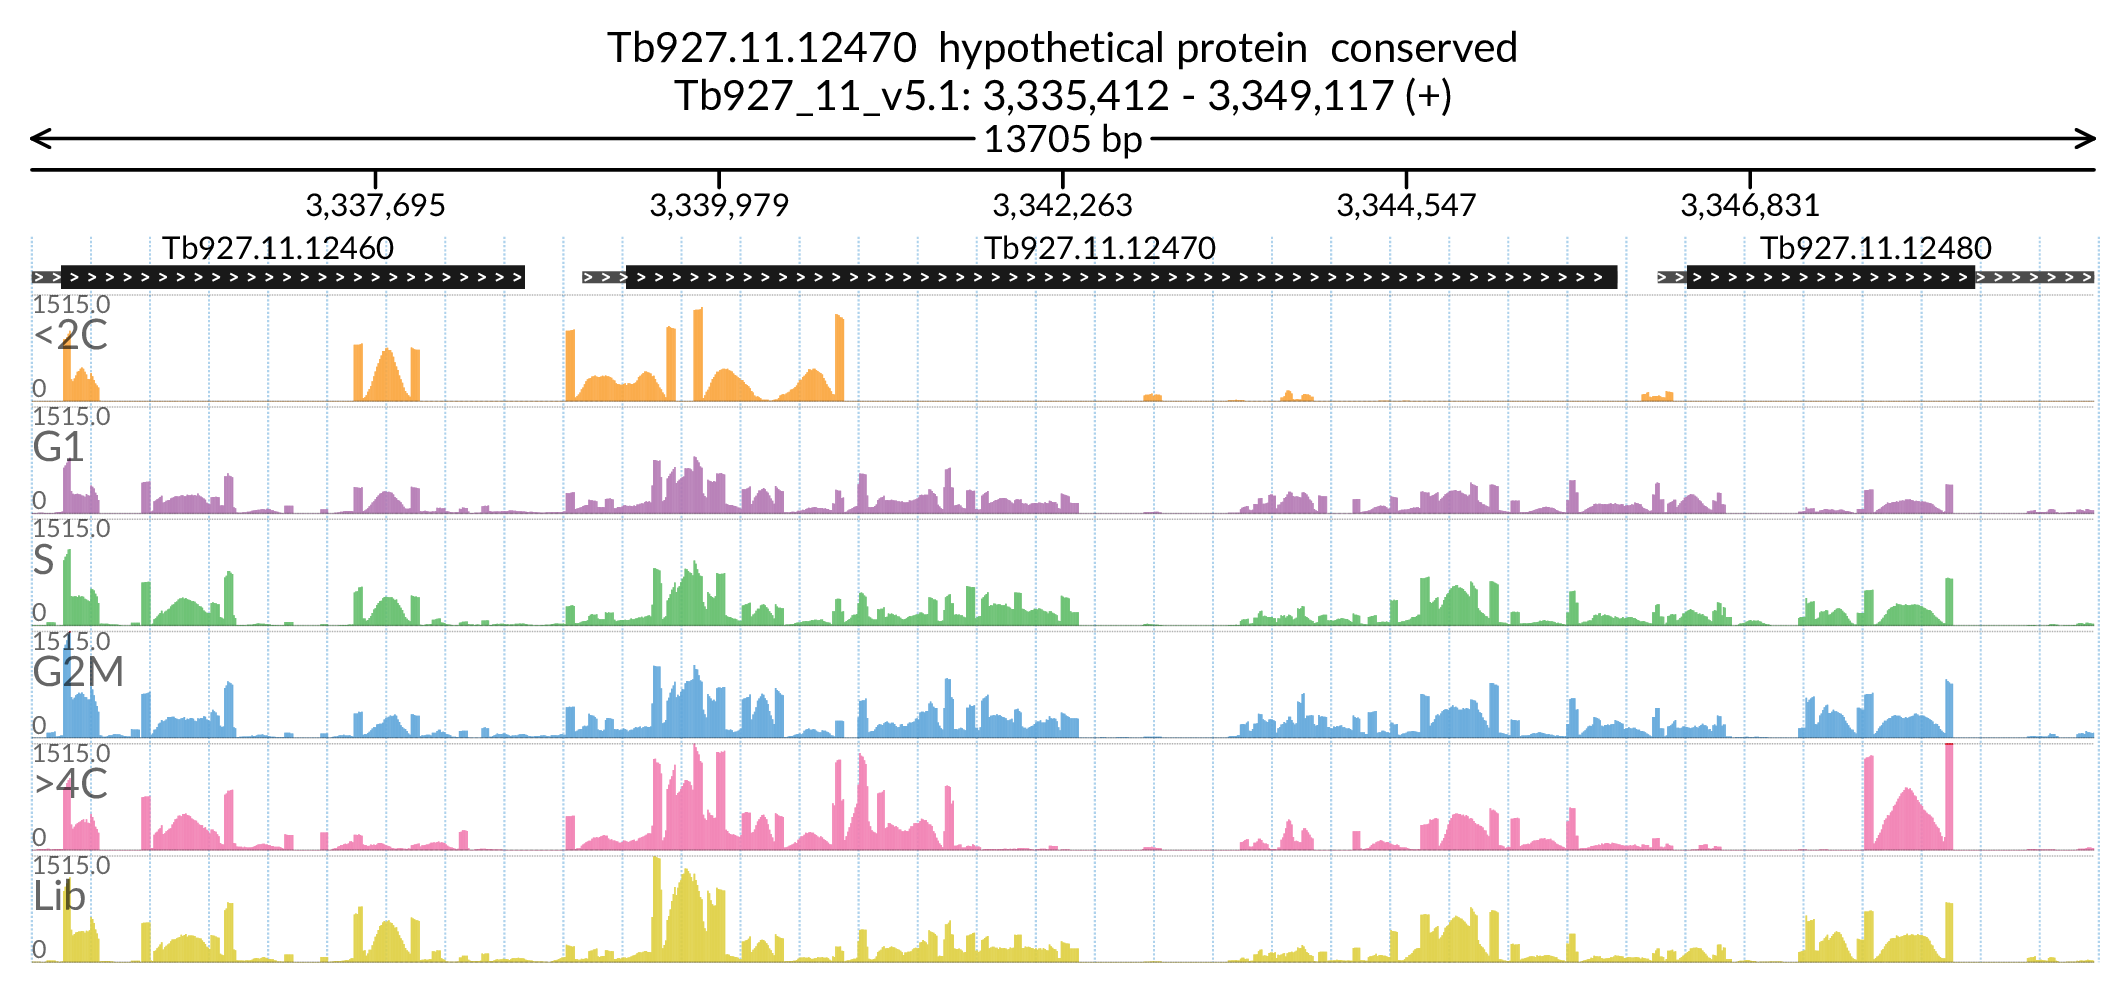 Tb927.11.12470 hypothetical protein conserved
Tb927_11_v5.1: 3,335,412 - 3,349,117 (+)
13705 bp
3,337,695 3,339,979 3,342,263 3,344,547 3,346,831
Tb927.11.12460 Tb927.11.12470 Tb927.11.12480
1515.0
<2C
0
1515.0
G1
0
1515.0
S
0
1515.0
G2M
0
1515.0
>4C
0
1515.0
Lib
0